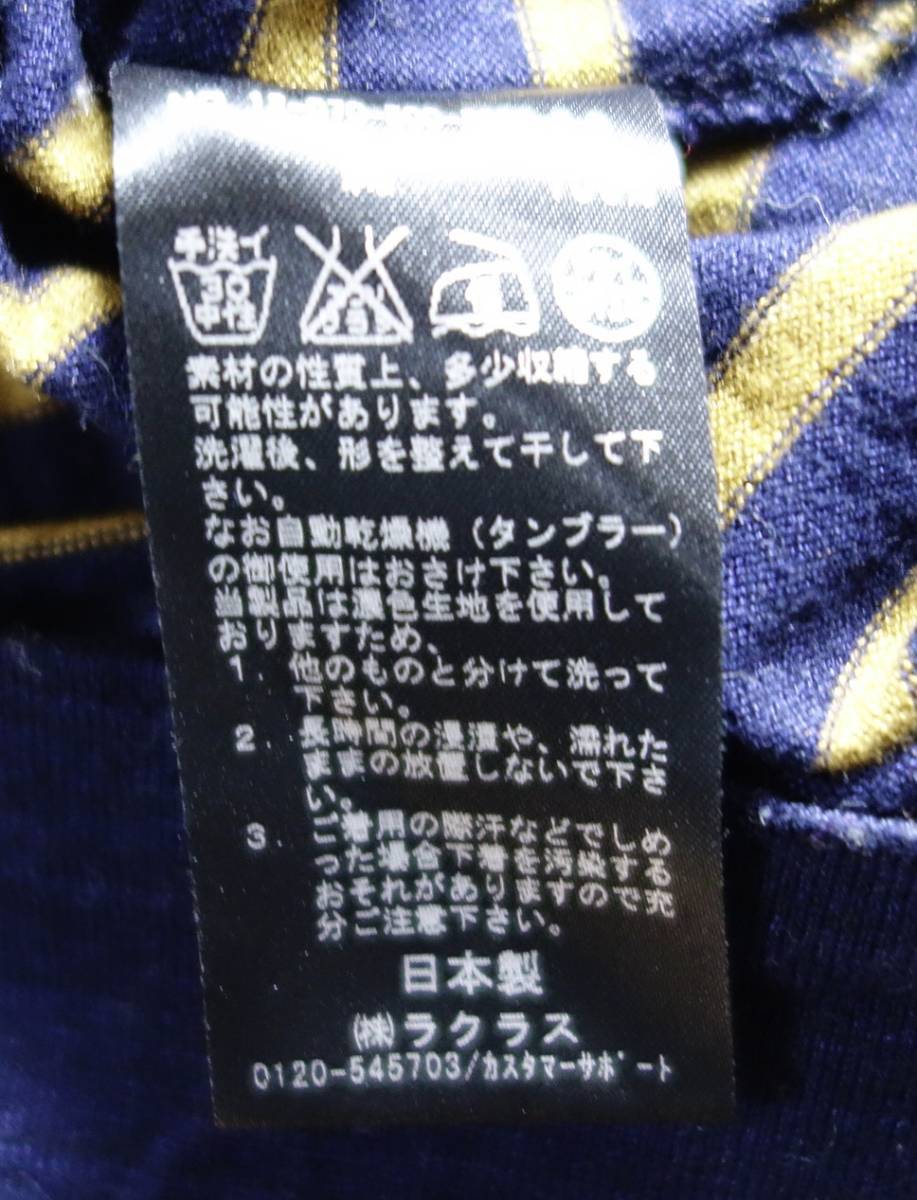 手洗イ
30
中性
素材の性質上、多少収縮する
可能性があります。
洗濯後、形を整えて干して下
さい。
なお自動乾燥機（タンブラー）
の御使用はおさけ下さい。
当製品は濃色生地を使用して
おりますため、
1. 他のものと分けて洗って
下さい。
2. 長時間の浸漬や、濡れた
ままの放置しないで下さ
い。
3. ご着用の際汗などでしめ
った場合下着を汚染する
おそれがありますので充
分ご注意下さい。
日本製
㈱ラクラス
0120-545703/カスタマーサポート